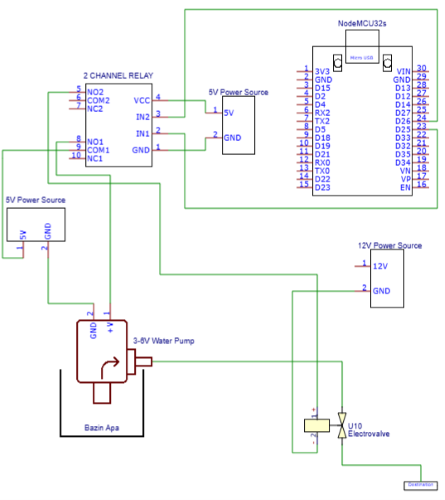 NodeMCU32s
Micro USB
1 3V3 VIN 30
2 GND GND 29
3 D15 D13 28
4 D2 D12 27
5 D4 D14 26
6 RX2 D27 25
7 TX2 D26 24
8 D5 D25 23
9 D18 D33 22
10 D19 D32 21
11 D21 D35 20
12 RX0 D34 19
13 TX0 VN 18
14 D22 VP 17
15 D23 EN 16
2 CHANNEL RELAY
5 NO2
6 COM2
7 NC2
8 NO1
9 COM1
10 NC1
VCC 4
IN2 3
IN1 2
GND 1
5V Power Source
1 5V
2 GND
5V Power Source
5V GND
1 2
12V Power Source
1 12V
2 GND
2 1
GND +V
3-6V Water Pump
Bazin Apa
1 +
- 2
U10
Electrovalve
Destination